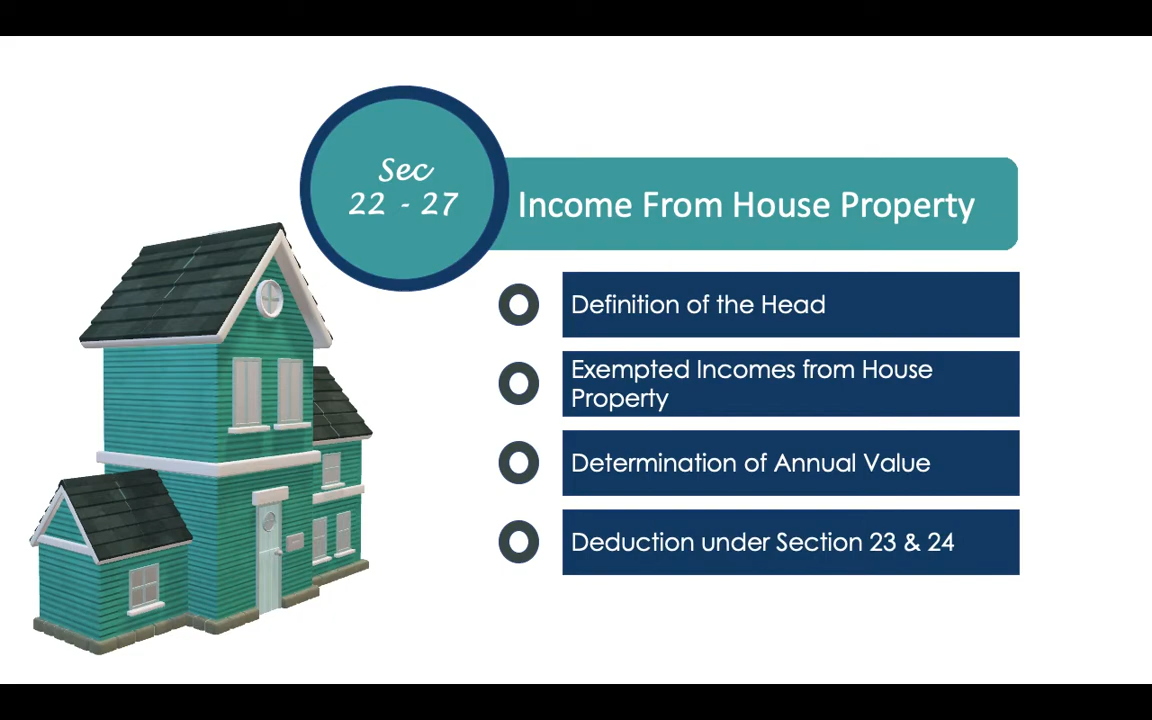 Sec
22 - 27
Income From House Property
Definition of the Head
Exempted Incomes from House
Property
Determination of Annual Value
Deduction under Section 23 & 24